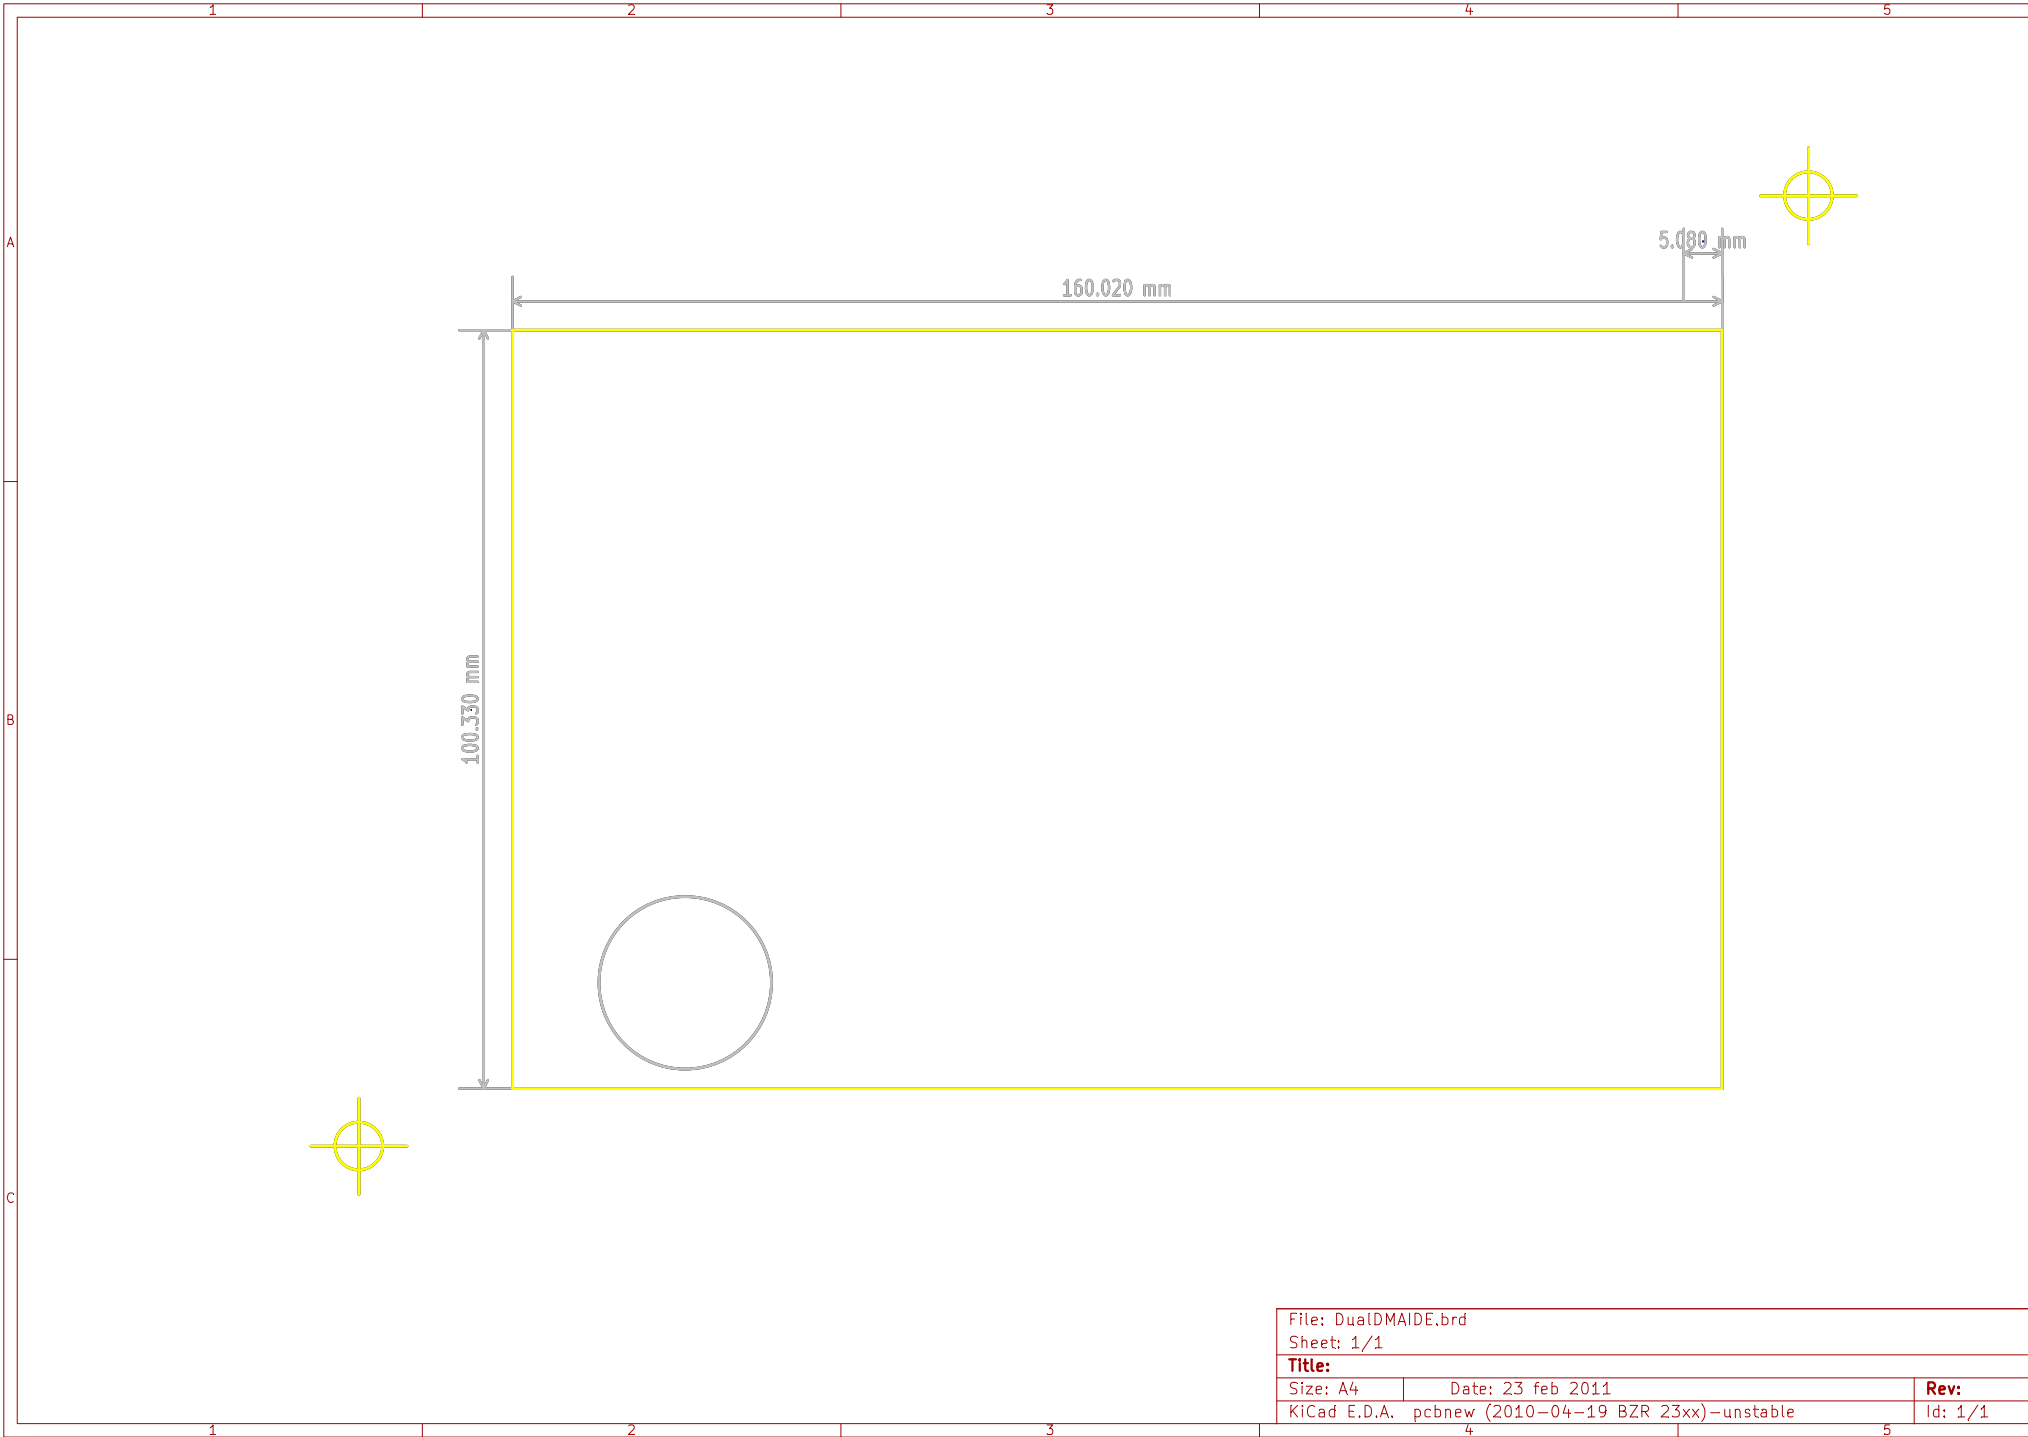 1 2 3 4 5
A
5.080 mm
160.020 mm
100.330 mm
B
C
File: DualDMAIDE.brd
Sheet: 1/1
Title:
Size: A4 Date: 23 feb 2011 Rev:
KiCad E.D.A. pcbnew (2010-04-19 BZR 23xx)-unstable Id: 1/1
1 2 3 4 5